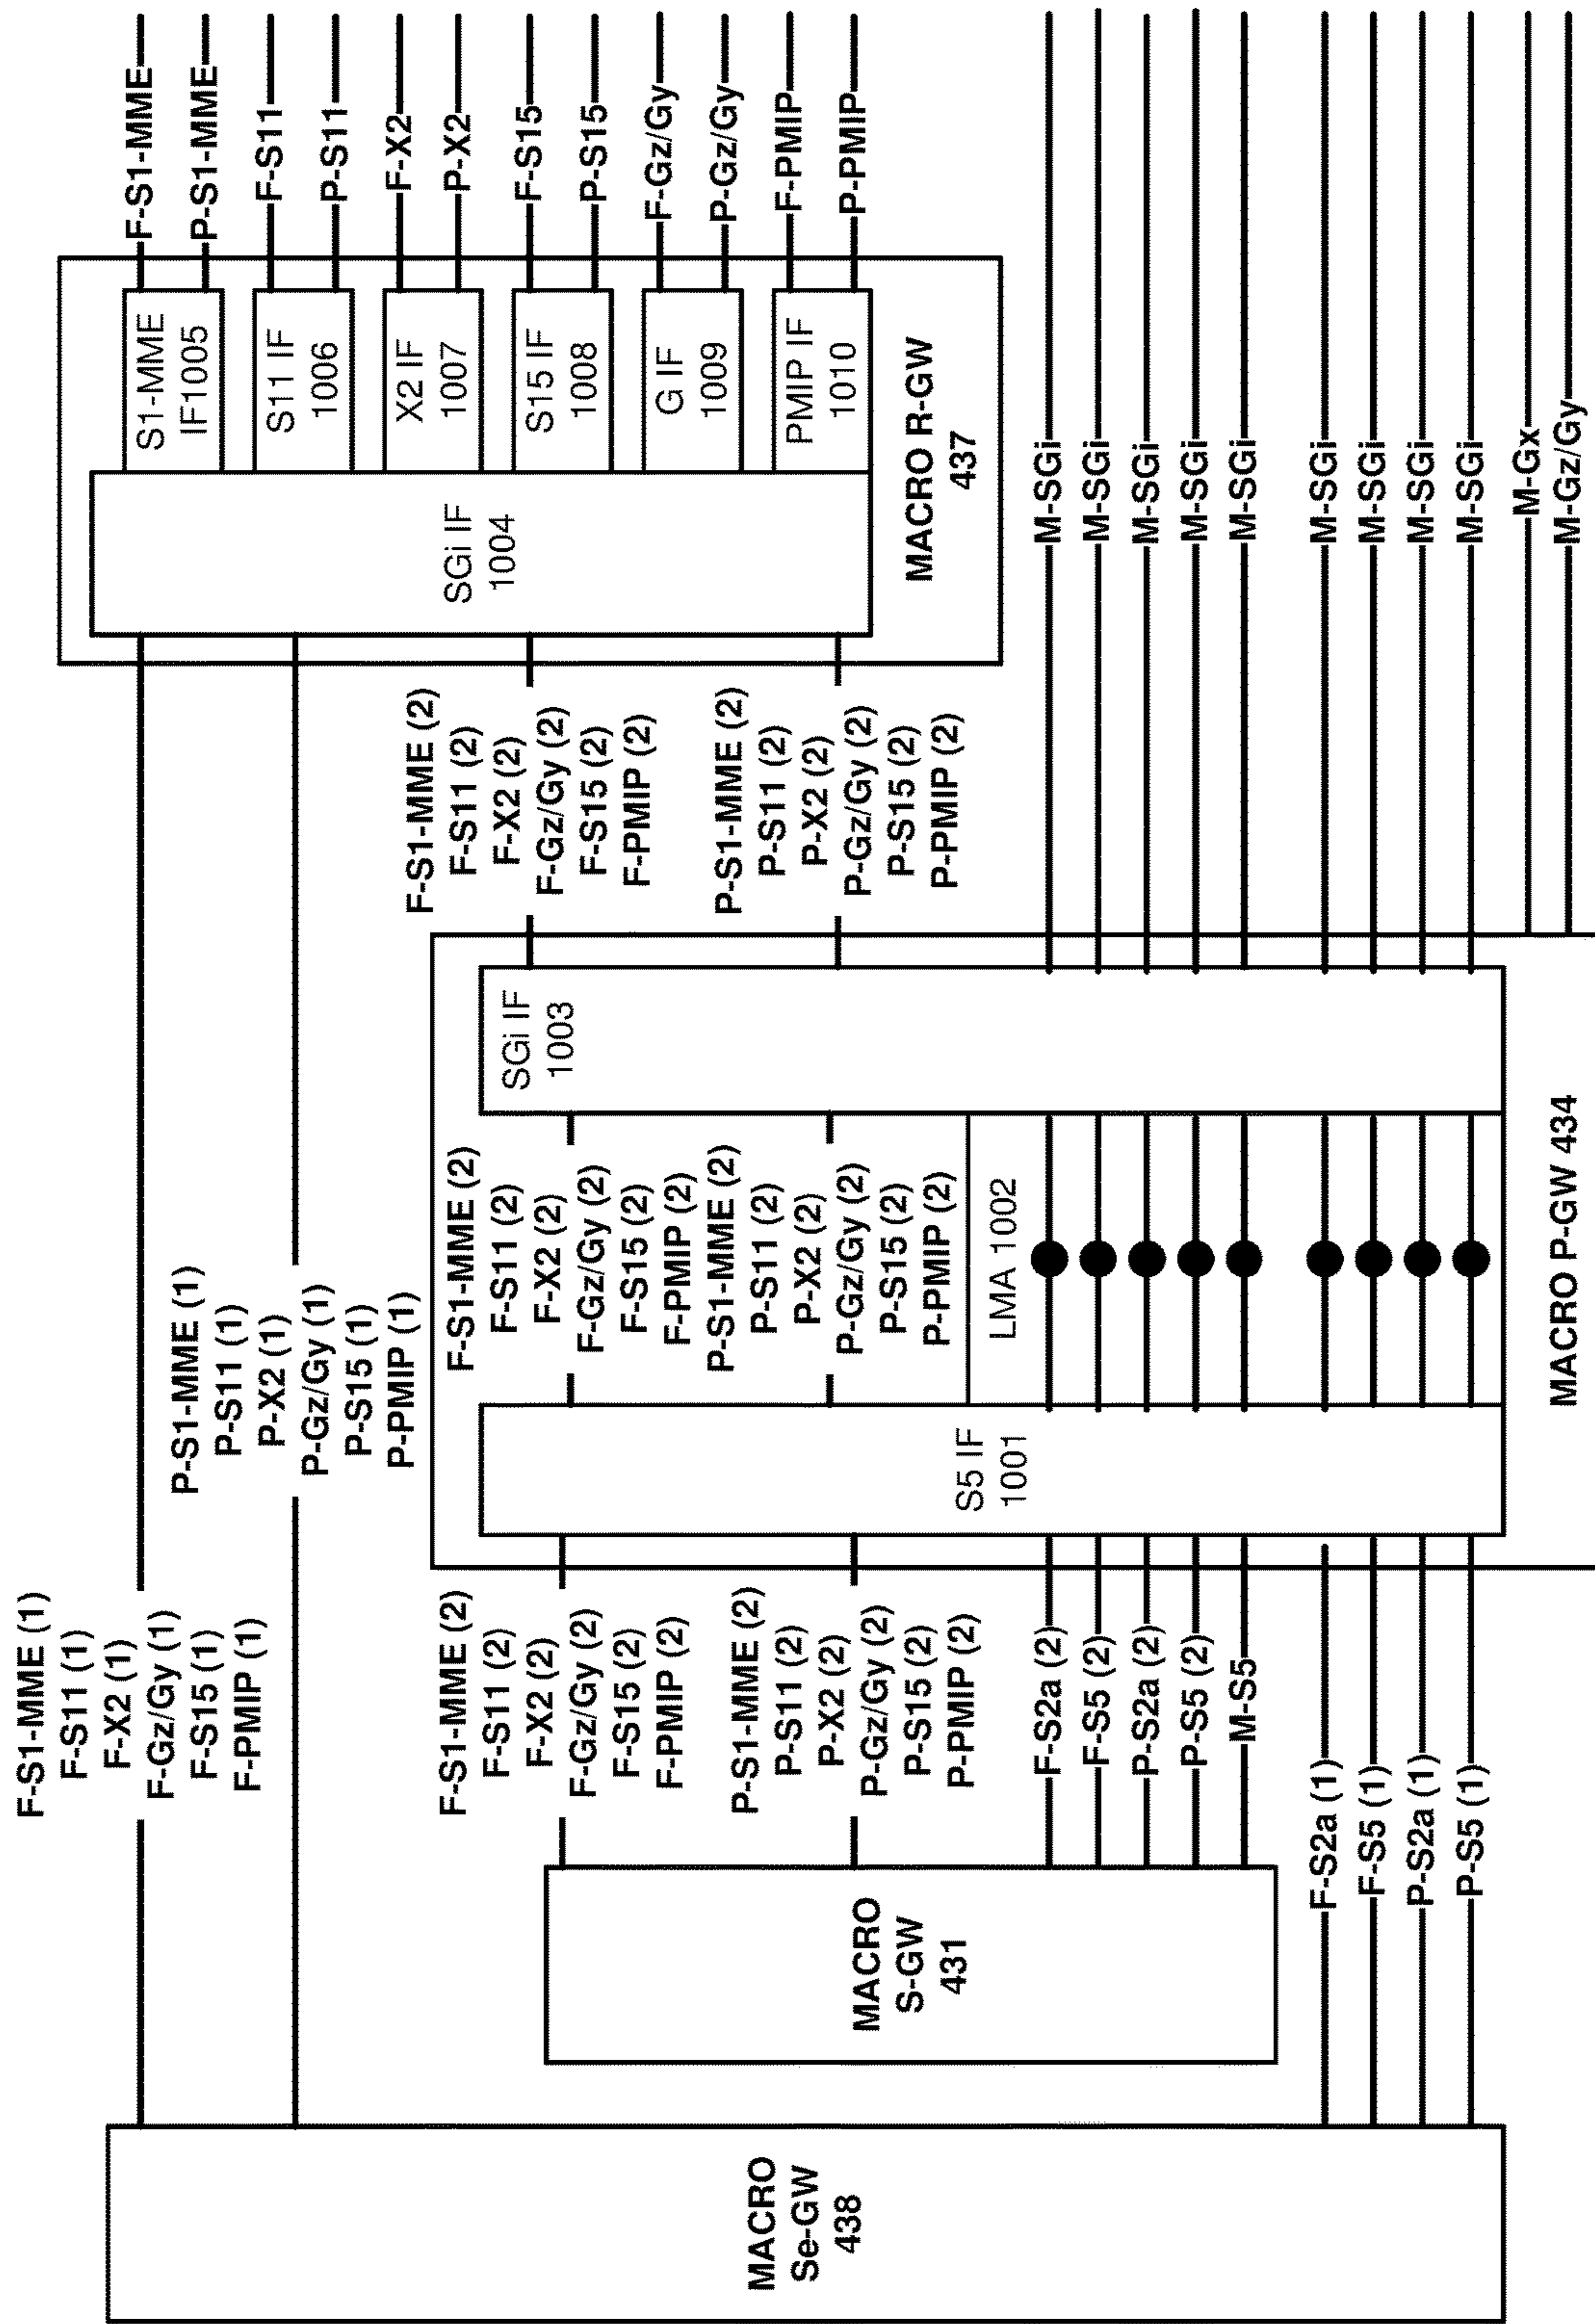 F-S1-MME (1)
F-S11 (1)
F-X2 (1)
F-Gz/Gy (1)
F-S15 (1)
F-PMIP (1)
P-S1-MME (1)
P-S11 (1)
P-X2 (1)
P-Gz/Gy (1)
P-S15 (1)
P-PMIP (1)
MACRO
Se-GW
438
MACRO
S-GW
431
F-S1-MME (2)
F-S11 (2)
F-X2 (2)
F-Gz/Gy (2)
F-S15 (2)
F-PMIP (2)
P-S1-MME (2)
P-S11 (2)
P-X2 (2)
P-Gz/Gy (2)
P-S15 (2)
P-PMIP (2)
F-S2a (2)
F-S5 (2)
P-S2a (2)
P-S5 (2)
M-S5
F-S2a (1)
F-S5 (1)
P-S2a (1)
P-S5 (1)
S5 IF
1001
F-S1-MME (2)
F-S11 (2)
F-X2 (2)
F-Gz/Gy (2)
F-S15 (2)
F-PMIP (2)
P-S1-MME (2)
P-S11 (2)
P-X2 (2)
P-Gz/Gy (2)
P-S15 (2)
P-PMIP (2)
LMA 1002
SGi IF
1003
MACRO P-GW 434
F-S1-MME (2)
F-S11 (2)
F-X2 (2)
F-Gz/Gy (2)
F-S15 (2)
F-PMIP (2)
P-S1-MME (2)
P-S11 (2)
P-X2 (2)
P-Gz/Gy (2)
P-S15 (2)
P-PMIP (2)
SGi IF
1004
S1-MME
IF1005
S11 IF
1006
X2 IF
1007
S15 IF
1008
G IF
1009
PMIP IF
1010
MACRO R-GW
437
F-S1-MME
P-S1-MME
F-S11
P-S11
F-X2
P-X2
F-S15
P-S15
F-Gz/Gy
P-Gz/Gy
F-PMIP
P-PMIP
M-SGi
M-SGi
M-SGi
M-SGi
M-SGi
M-SGi
M-SGi
M-SGi
M-SGi
M-Gx
M-Gz/Gy